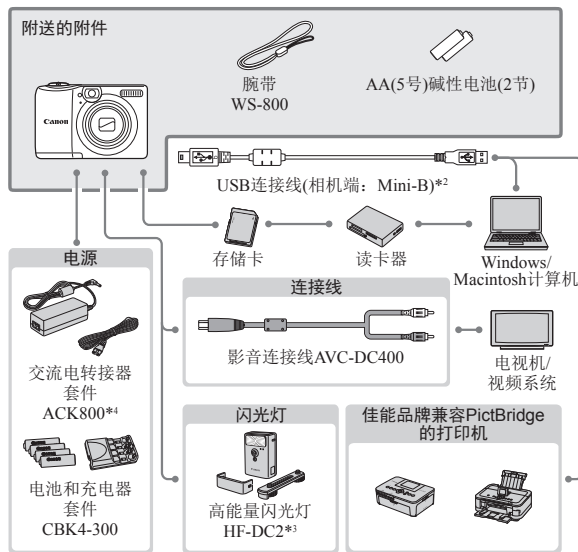 附送的附件
腕带
WS-800
AA(5号)碱性电池(2节)
Canon
USB连接线(相机端：Mini-B)*2
存储卡
读卡器
Windows/
Macintosh计算机
电源
交流电转接器
套件
ACK800*4
电池和充电器
套件
CBK4-300
连接线
影音连接线AVC-DC400
电视机/
视频系统
闪光灯
高能量闪光灯
HF-DC2*3
佳能品牌兼容PictBridge
的打印机